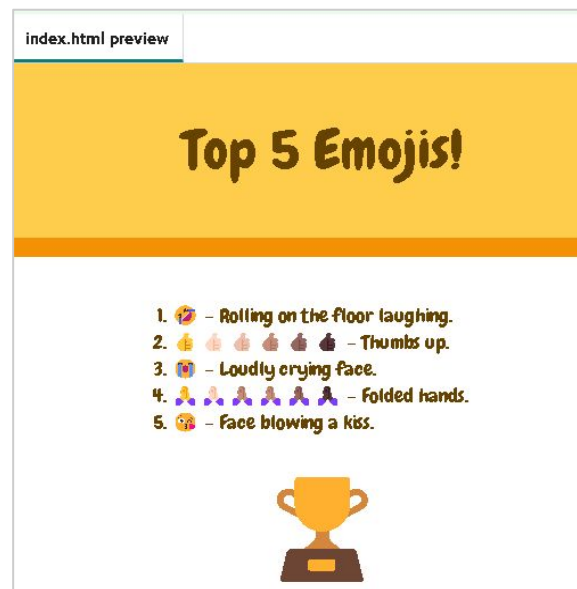 index.html preview
Top 5 Emojis!
1. 🤣 – Rolling on the floor laughing.
2. 👍 👍🏻 👍🏼 👍🏽 👍🏾 👍🏿 – Thumbs up.
3. 😭 – Loudly crying face.
4. 🙏 🙏🏻 🙏🏼 🙏🏽 🙏🏾 🙏🏿 – Folded hands.
5. 😘 – Face blowing a kiss.